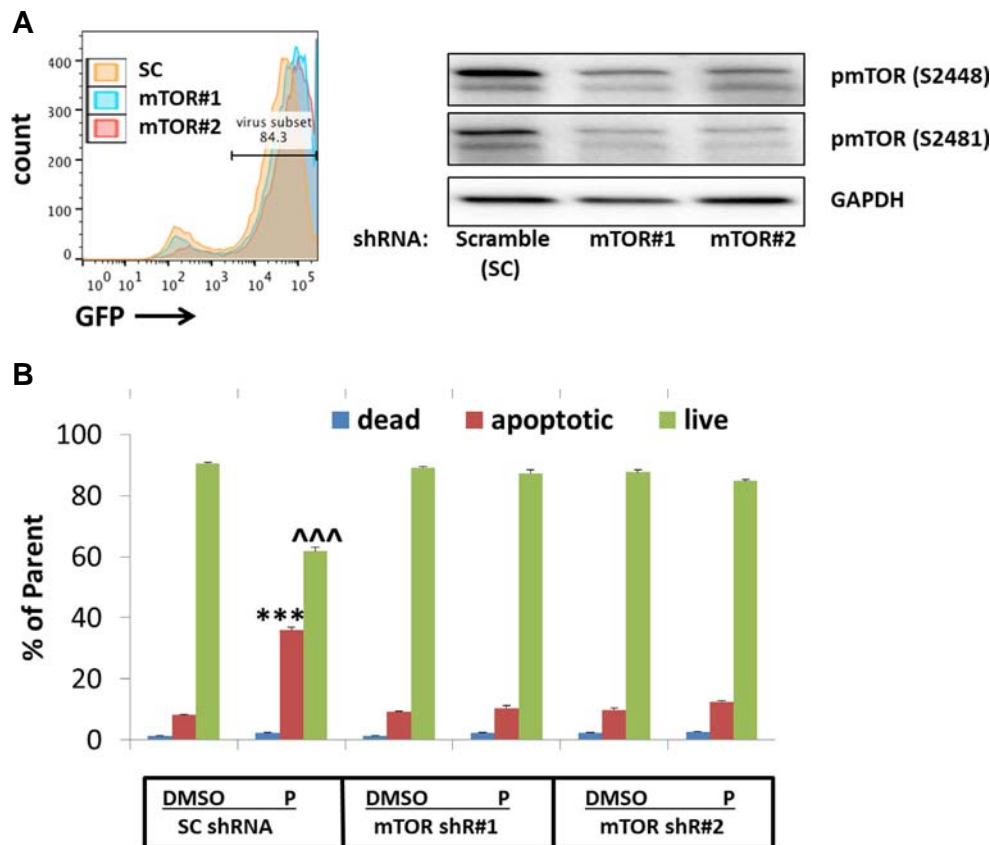 A
SC
mTOR#1
mTOR#2
virus subset
84.3
count
400
300
200
100
0
10^0 10^1 10^2 10^3 10^4 10^5
GFP
pmTOR (S2448)
pmTOR (S2481)
GAPDH
shRNA: Scramble (SC) mTOR#1 mTOR#2
B
dead apoptotic live
% of Parent
100
80
60
40
20
0
^^^
***
DMSO P DMSO P DMSO P
SC shRNA mTOR shR#1 mTOR shR#2